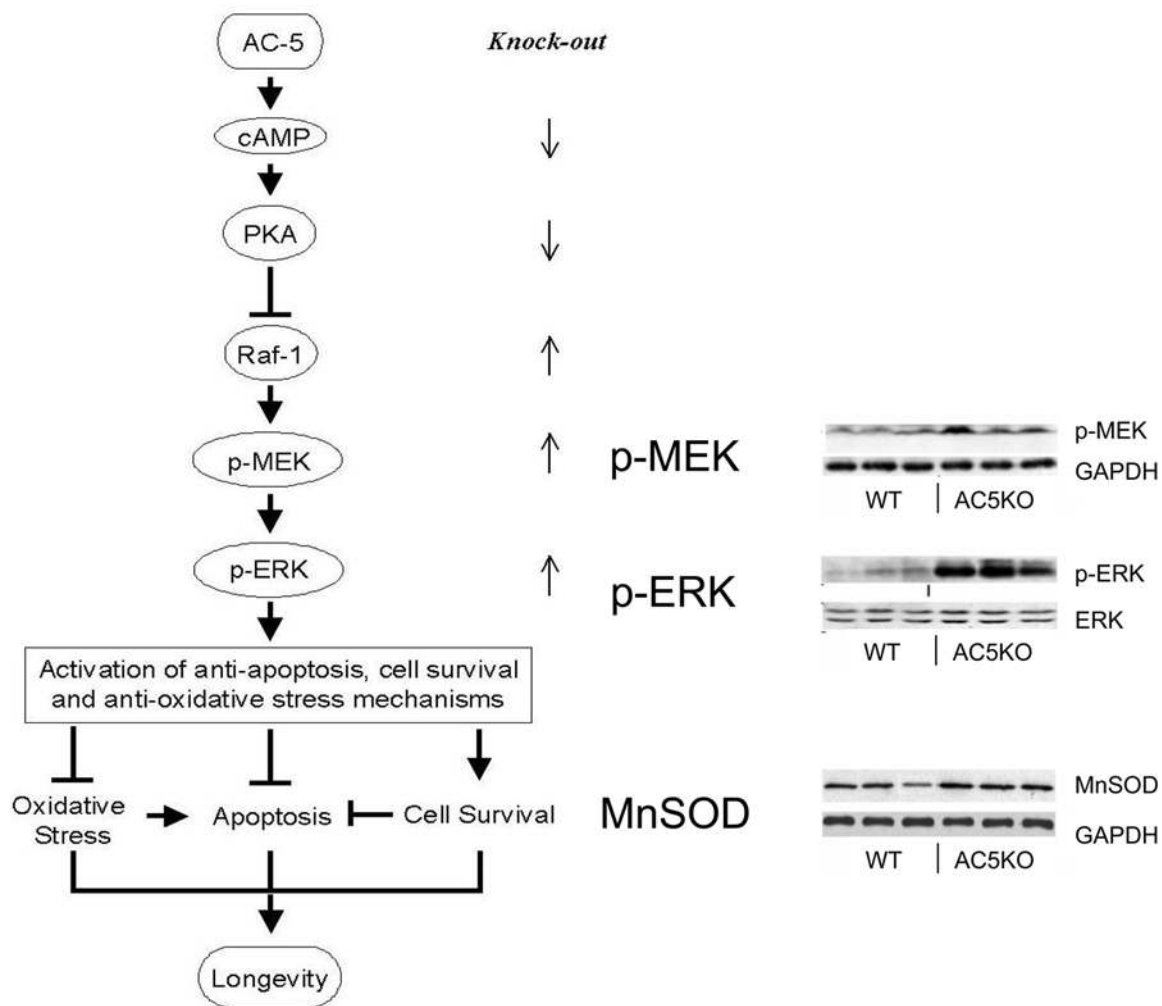 AC-5
Knock-out
cAMP
PKA
Raf-1
p-MEK
p-ERK
Activation of anti-apoptosis, cell survival
and anti-oxidative stress mechanisms
Oxidative
Stress
Apoptosis
Cell Survival
Longevity
p-MEK
p-MEK
GAPDH
WT | AC5KO
p-ERK
p-ERK
ERK
WT | AC5KO
MnSOD
MnSOD
GAPDH
WT | AC5KO